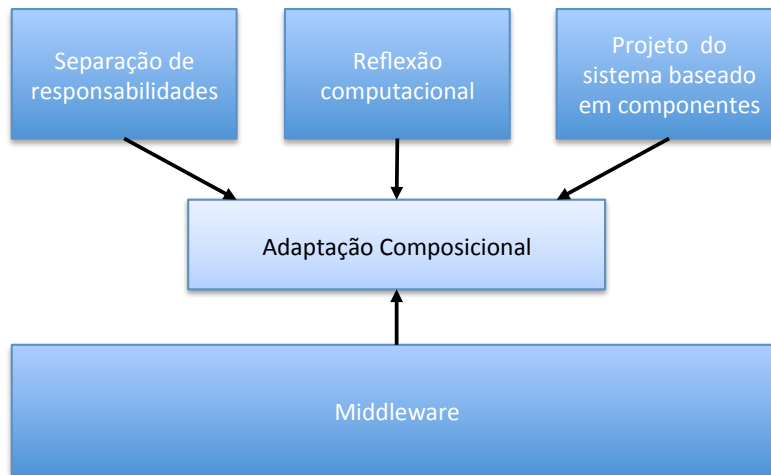 Separação de
responsabilidades
Reflexão
computacional
Projeto do
sistema baseado
em componentes
Adaptação Composicional
Middleware